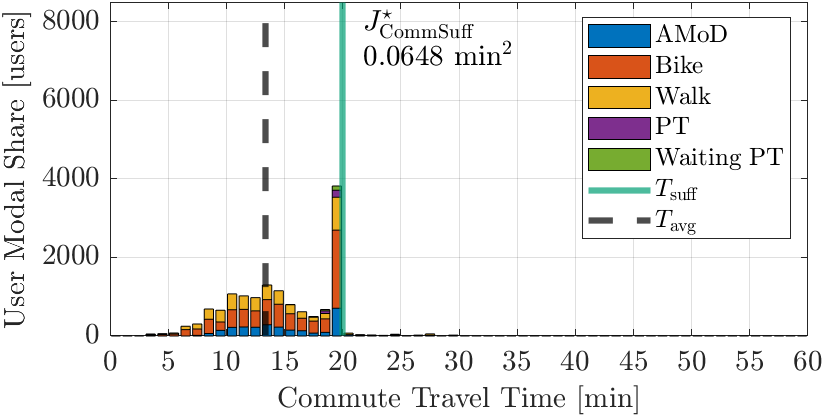 User Modal Share [users]
8000
6000
4000
2000
0
J⋆CommSuff
0.0648 min²
AMoD
Bike
Walk
PT
Waiting PT
Tsuff
Tavg
0 5 10 15 20 25 30 35 40 45 50 55 60
Commute Travel Time [min]